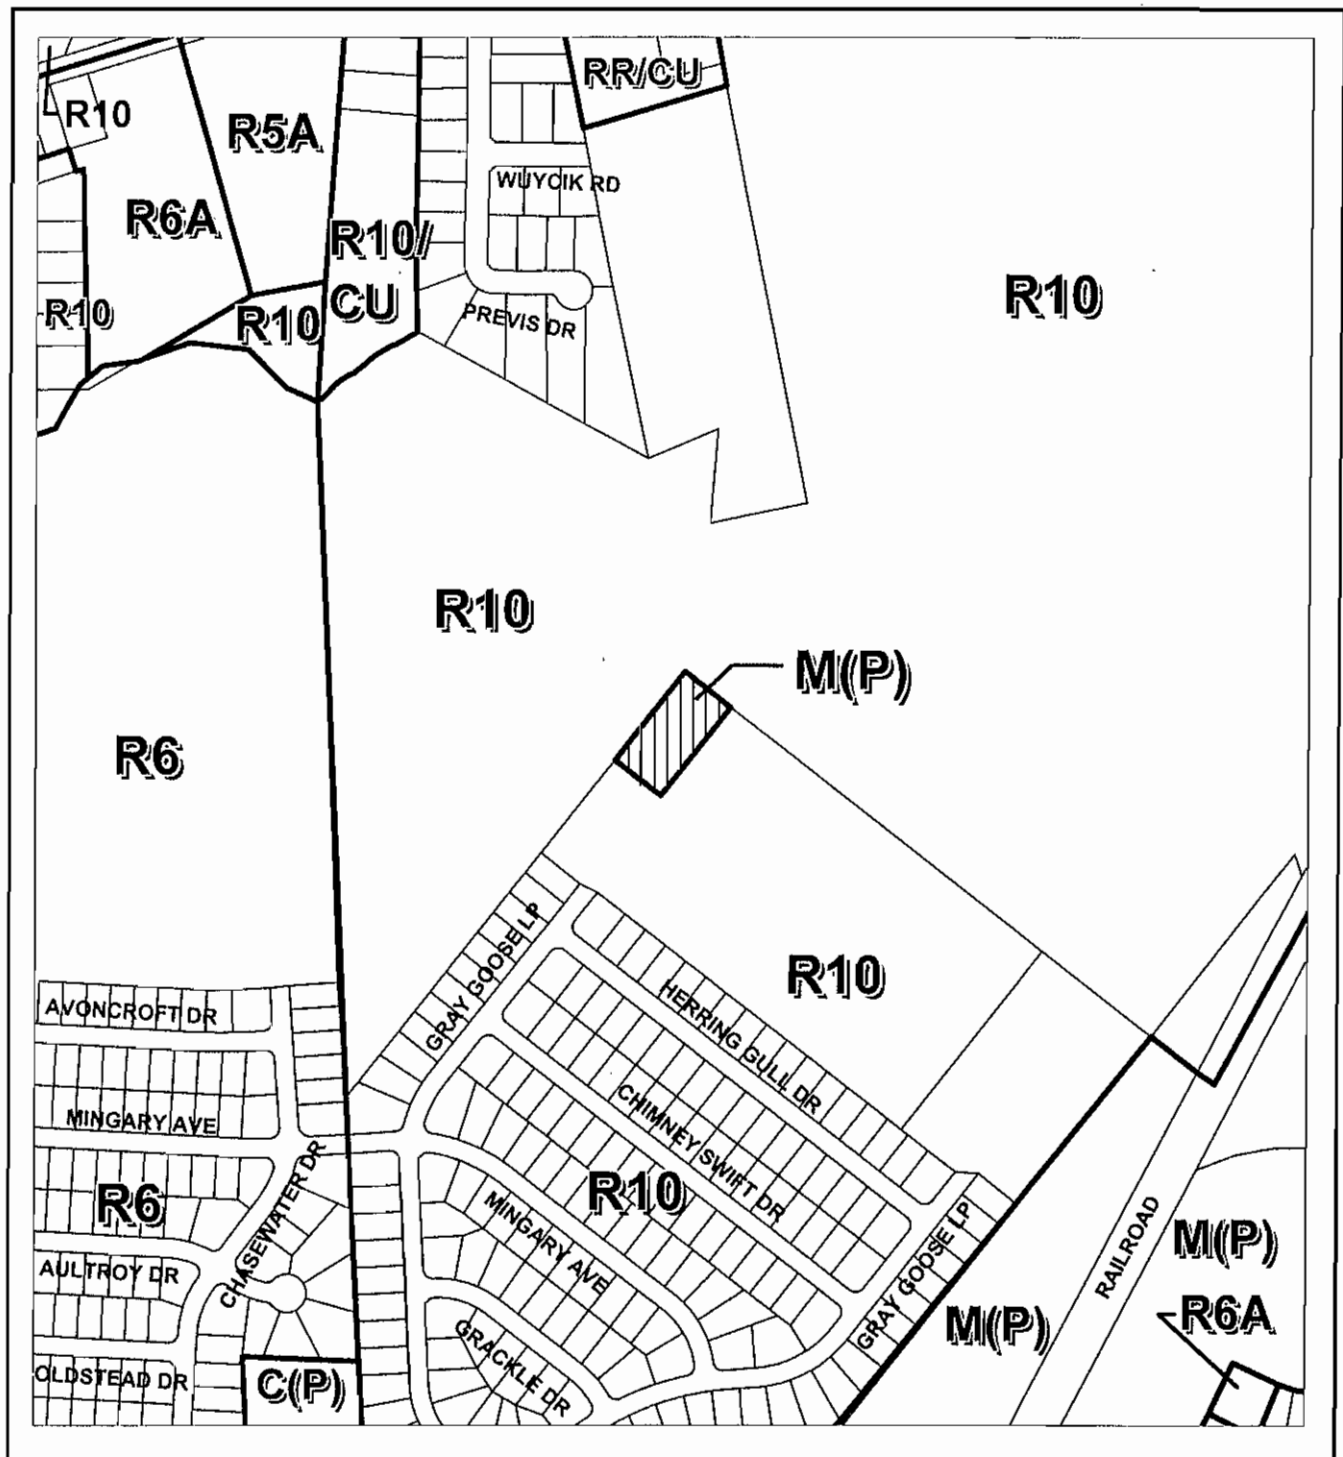 RR/CU
R10
R5A
WUYCIK RD
R6A
R10/
CU
R10
R10
R10
PREVIS DR
R10
M(P)
R6
GRAY GOOSE LP
R10
HERRING GULL DR
AVONCROFT DR
CHIMNEY SWIFT DR
MINGARY AVE
CHASEWATER DR
R6
R10
MINGARY AVE
GRAY GOOSE LP
RAILROAD
M(P)
AULTROY DR
R6A
M(P)
GRACKLE DR
OLDSTEAD DR
C(P)